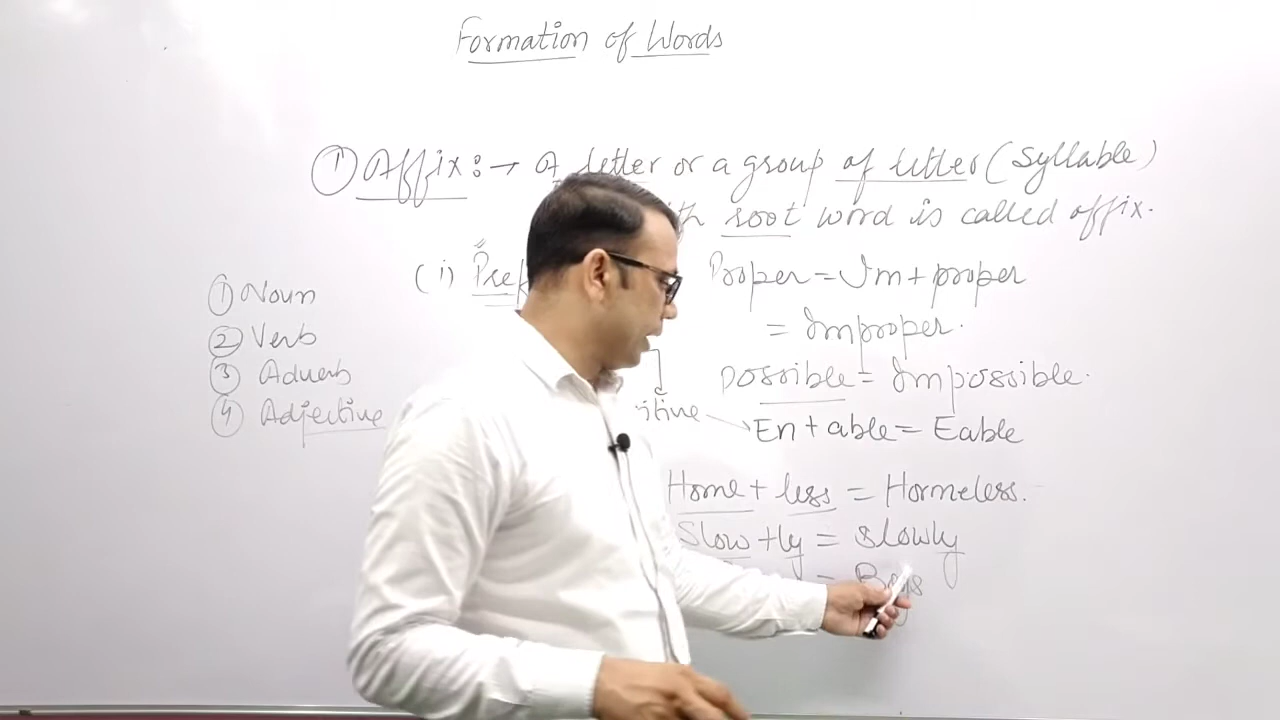 Formation of Words
① Affix :→ A letter or a group of letter (Syllable)
root word is called affix.
(i) Pref
Proper = Im + proper
= Improper.
Possible = Impossible.
En + able = Eable
Home + less = Homeless.
Slow + ly = Slowly
= Boys
① Noun
② Verb
③ Adverb
④ Adjective